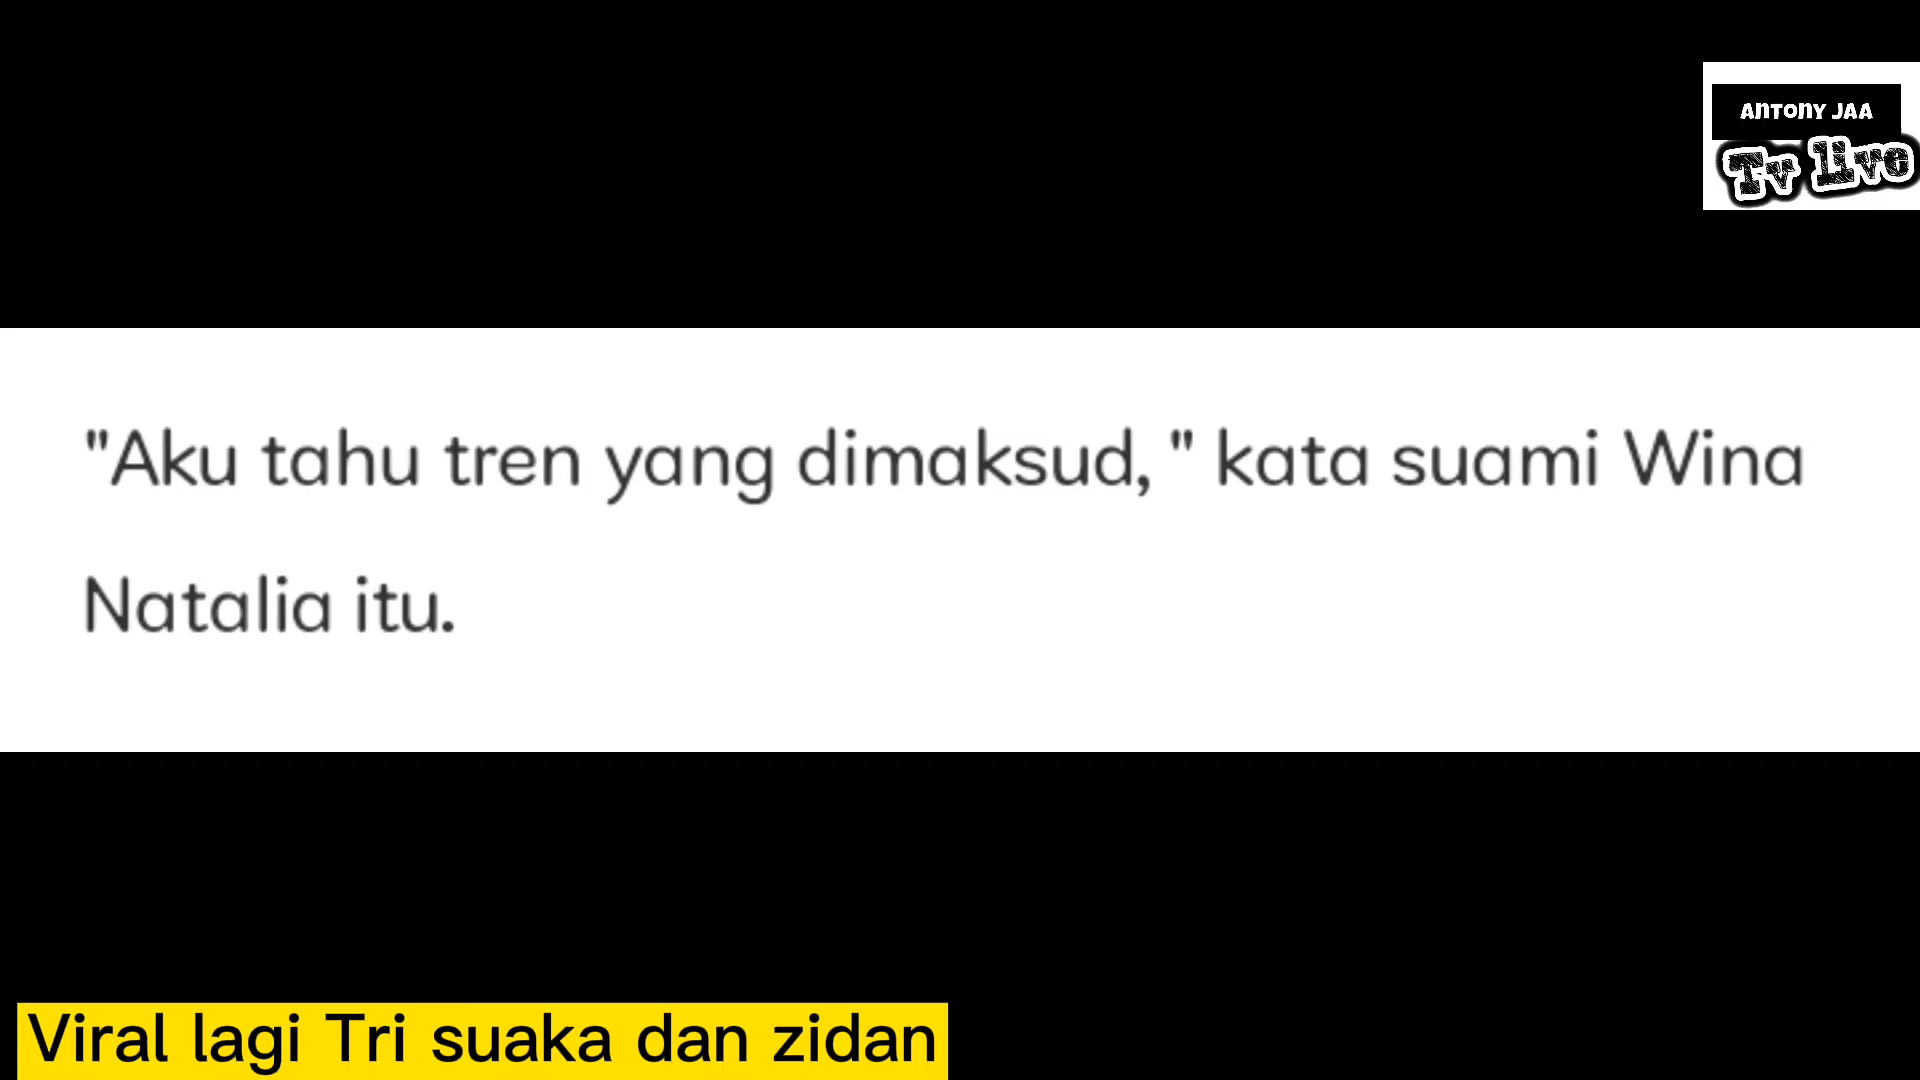 ANTONY JAA
Tv live
"Aku tahu tren yang dimaksud, " kata suami Wina
Natalia itu.
Viral lagi Tri suaka dan zidan